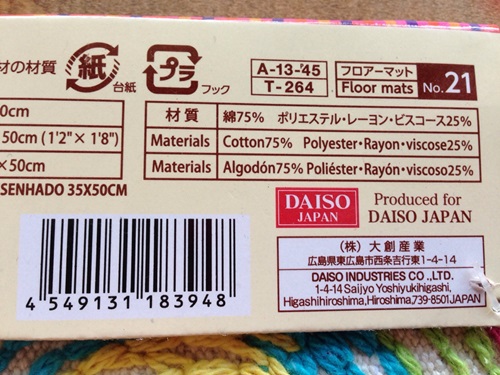 材の材質
紙
台紙
プラ
フック
A-13-'45
T-264
フロアーマット
Floor mats
No.21
0cm
50cm (1'2"× 1'8")
×50cm
SENHADO 35X50CM
材 質
綿75% ポリエステル・レーヨン・ビスコース25%
Materials
Cotton75% Polyester・Rayon・viscose25%
Materials
Algodón75% Poliéster・Rayón・viscoso25%
DAISO
JAPAN
Produced for
DAISO JAPAN
(株) 大創産業
広島県東広島市西条吉行東1-4-14
DAISO INDUSTRIES CO.,LTD.
1-4-14 Saijyo Yoshiyukihigashi,
Higashihiroshima,Hiroshima,739-8501JAPAN
4 549131 183948